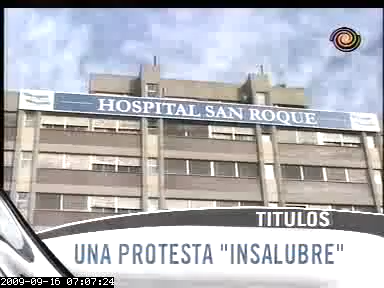 HOSPITAL SAN ROQUE
TITULOS
UNA PROTESTA "INSALUBRE"
2009-09-16 07:07:24